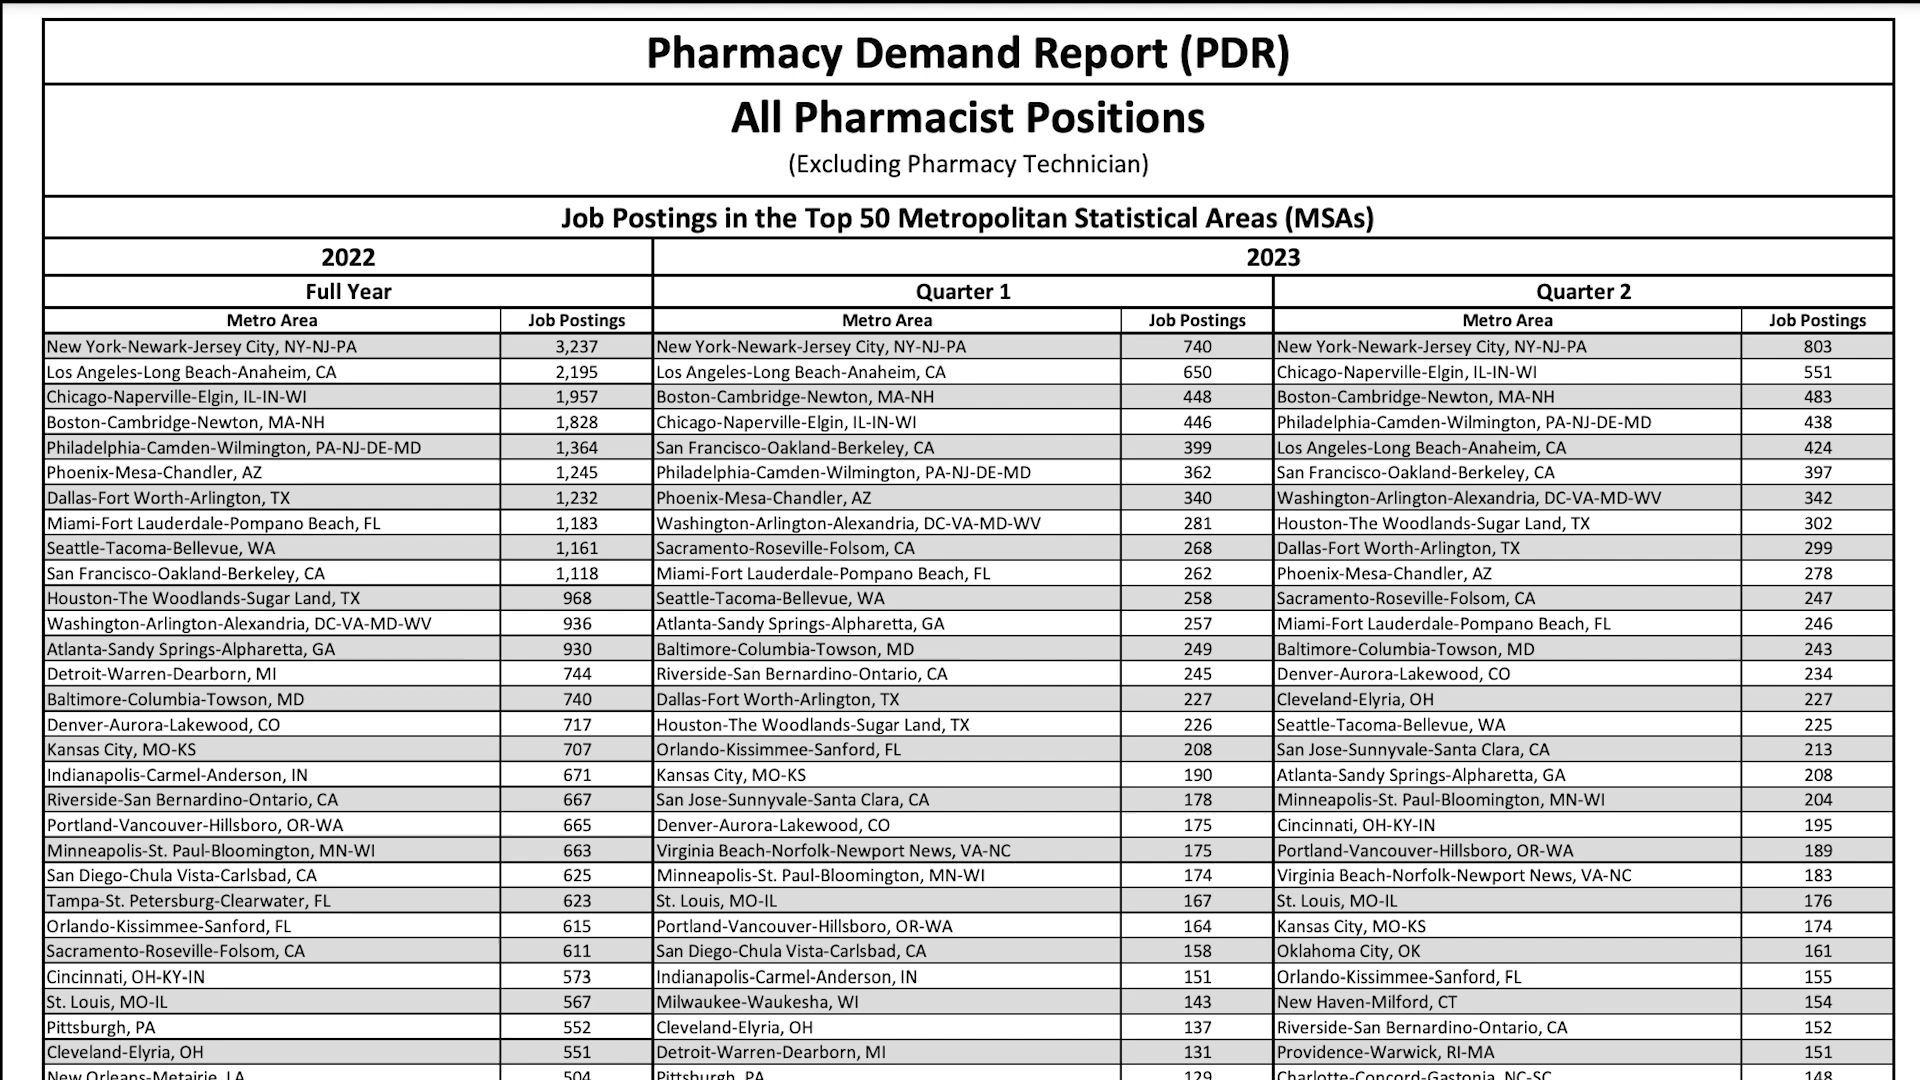 Pharmacy Demand Report (PDR)
All Pharmacist Positions
(Excluding Pharmacy Technician)
Job Postings in the Top 50 Metropolitan Statistical Areas (MSAs)
2022 2023
Full Year Quarter 1 Quarter 2
Metro Area Job Postings Metro Area Job Postings Metro Area Job Postings
New York-Newark-Jersey City, NY-NJ-PA 3,237 New York-Newark-Jersey City, NY-NJ-PA 740 New York-Newark-Jersey City, NY-NJ-PA 803
Los Angeles-Long Beach-Anaheim, CA 2,195 Los Angeles-Long Beach-Anaheim, CA 650 Chicago-Naperville-Elgin, IL-IN-WI 551
Chicago-Naperville-Elgin, IL-IN-WI 1,957 Boston-Cambridge-Newton, MA-NH 448 Boston-Cambridge-Newton, MA-NH 483
Boston-Cambridge-Newton, MA-NH 1,828 Chicago-Naperville-Elgin, IL-IN-WI 446 Philadelphia-Camden-Wilmington, PA-NJ-DE-MD 438
Philadelphia-Camden-Wilmington, PA-NJ-DE-MD 1,364 San Francisco-Oakland-Berkeley, CA 399 Los Angeles-Long Beach-Anaheim, CA 424
Phoenix-Mesa-Chandler, AZ 1,245 Philadelphia-Camden-Wilmington, PA-NJ-DE-MD 362 San Francisco-Oakland-Berkeley, CA 397
Dallas-Fort Worth-Arlington, TX 1,232 Phoenix-Mesa-Chandler, AZ 340 Washington-Arlington-Alexandria, DC-VA-MD-WV 342
Miami-Fort Lauderdale-Pompano Beach, FL 1,183 Washington-Arlington-Alexandria, DC-VA-MD-WV 281 Houston-The Woodlands-Sugar Land, TX 302
Seattle-Tacoma-Bellevue, WA 1,161 Sacramento-Roseville-Folsom, CA 268 Dallas-Fort Worth-Arlington, TX 299
San Francisco-Oakland-Berkeley, CA 1,118 Miami-Fort Lauderdale-Pompano Beach, FL 262 Phoenix-Mesa-Chandler, AZ 278
Houston-The Woodlands-Sugar Land, TX 968 Seattle-Tacoma-Bellevue, WA 258 Sacramento-Roseville-Folsom, CA 247
Washington-Arlington-Alexandria, DC-VA-MD-WV 936 Atlanta-Sandy Springs-Alpharetta, GA 257 Miami-Fort Lauderdale-Pompano Beach, FL 246
Atlanta-Sandy Springs-Alpharetta, GA 930 Baltimore-Columbia-Towson, MD 249 Baltimore-Columbia-Towson, MD 243
Detroit-Warren-Dearborn, MI 744 Riverside-San Bernardino-Ontario, CA 245 Denver-Aurora-Lakewood, CO 234
Baltimore-Columbia-Towson, MD 740 Dallas-Fort Worth-Arlington, TX 227 Cleveland-Elyria, OH 227
Denver-Aurora-Lakewood, CO 717 Houston-The Woodlands-Sugar Land, TX 226 Seattle-Tacoma-Bellevue, WA 225
Kansas City, MO-KS 707 Orlando-Kissimmee-Sanford, FL 208 San Jose-Sunnyvale-Santa Clara, CA 213
Indianapolis-Carmel-Anderson, IN 671 Kansas City, MO-KS 190 Atlanta-Sandy Springs-Alpharetta, GA 208
Riverside-San Bernardino-Ontario, CA 667 San Jose-Sunnyvale-Santa Clara, CA 178 Minneapolis-St. Paul-Bloomington, MN-WI 204
Portland-Vancouver-Hillsboro, OR-WA 665 Denver-Aurora-Lakewood, CO 175 Cincinnati, OH-KY-IN 195
Minneapolis-St. Paul-Bloomington, MN-WI 663 Virginia Beach-Norfolk-Newport News, VA-NC 175 Portland-Vancouver-Hillsboro, OR-WA 189
San Diego-Chula Vista-Carlsbad, CA 625 Minneapolis-St. Paul-Bloomington, MN-WI 174 Virginia Beach-Norfolk-Newport News, VA-NC 183
Tampa-St. Petersburg-Clearwater, FL 623 St. Louis, MO-IL 167 St. Louis, MO-IL 176
Orlando-Kissimmee-Sanford, FL 615 Portland-Vancouver-Hillsboro, OR-WA 164 Kansas City, MO-KS 174
Sacramento-Roseville-Folsom, CA 611 San Diego-Chula Vista-Carlsbad, CA 158 Oklahoma City, OK 161
Cincinnati, OH-KY-IN 573 Indianapolis-Carmel-Anderson, IN 151 Orlando-Kissimmee-Sanford, FL 155
St. Louis, MO-IL 567 Milwaukee-Waukesha, WI 143 New Haven-Milford, CT 154
Pittsburgh, PA 552 Cleveland-Elyria, OH 137 Riverside-San Bernardino-Ontario, CA 152
Cleveland-Elyria, OH 551 Detroit-Warren-Dearborn, MI 131 Providence-Warwick, RI-MA 151
New Orleans-Metairie, LA 504 Pittsburgh, PA 129 Charlotte-Concord-Gastonia, NC-SC 148